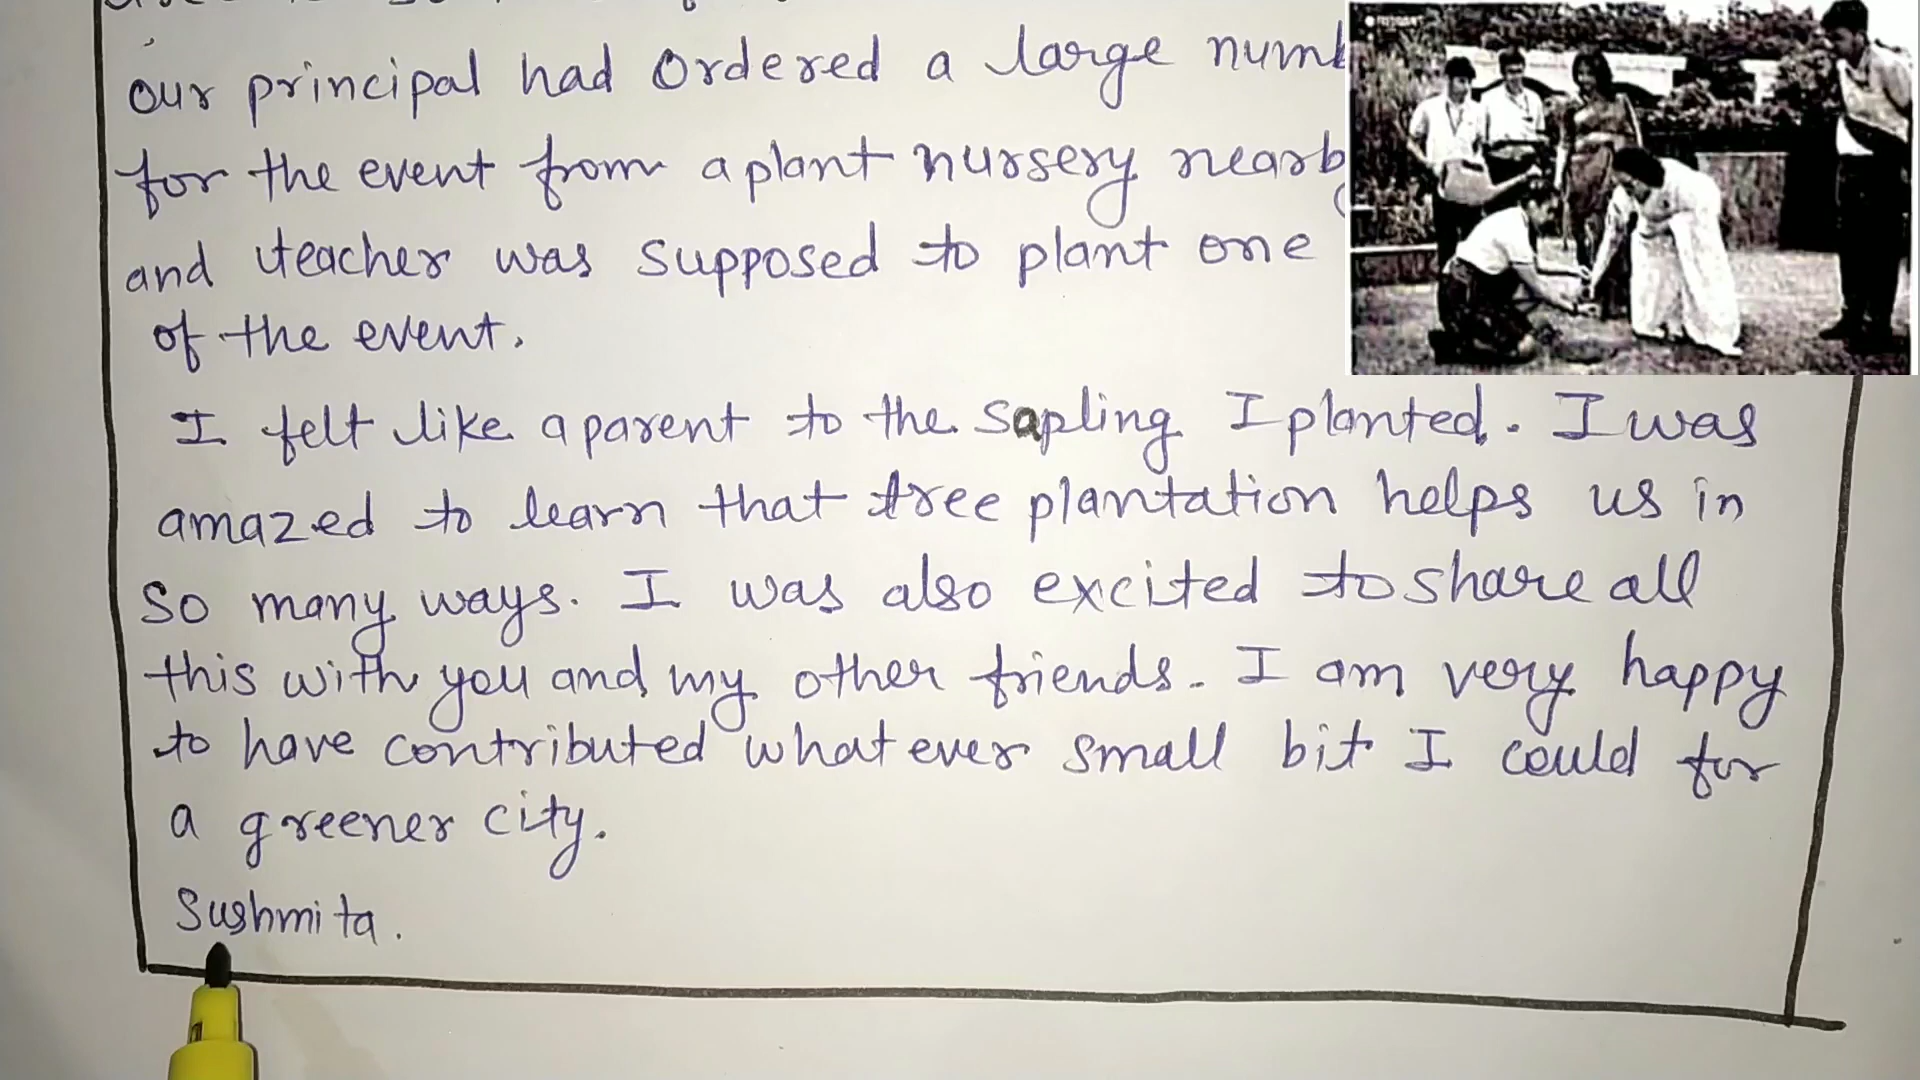 our principal had ordered a large
for the event from a plant nursery
and teacher was supposed to plant one
of the event.
I felt like a parent to the sapling I planted. I was
amazed to learn that tree plantation helps us in
so many ways. I was also excited to share all
this with you and my other friends. I am very happy
to have contributed what ever small bit I could for
a greener city.
Sushmita.